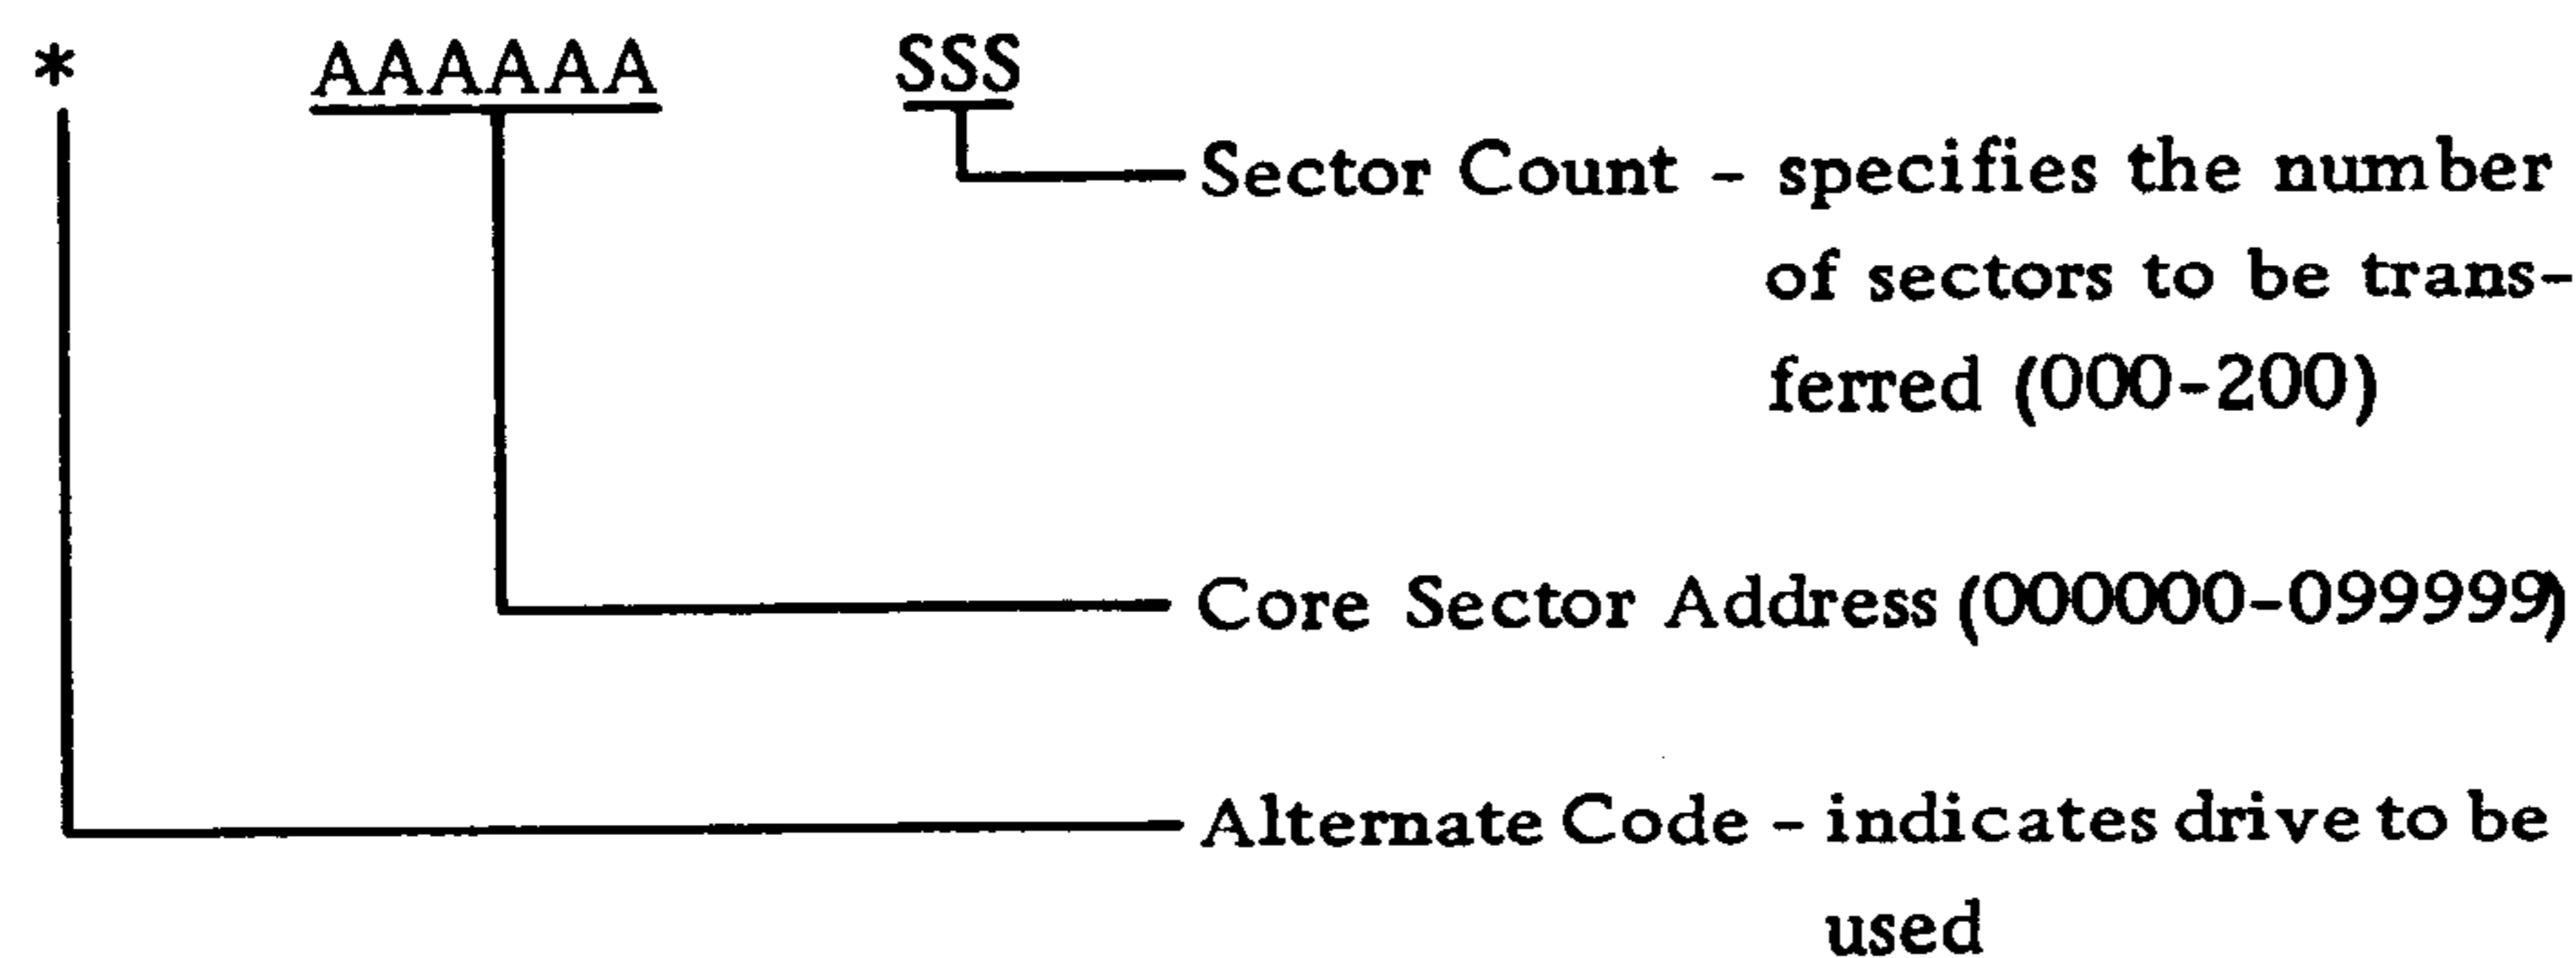 * AAAAAA SSS
Sector Count - specifies the number
of sectors to be trans-
ferred (000-200)
Core Sector Address (000000-099999)
Alternate Code - indicates drive to be
used